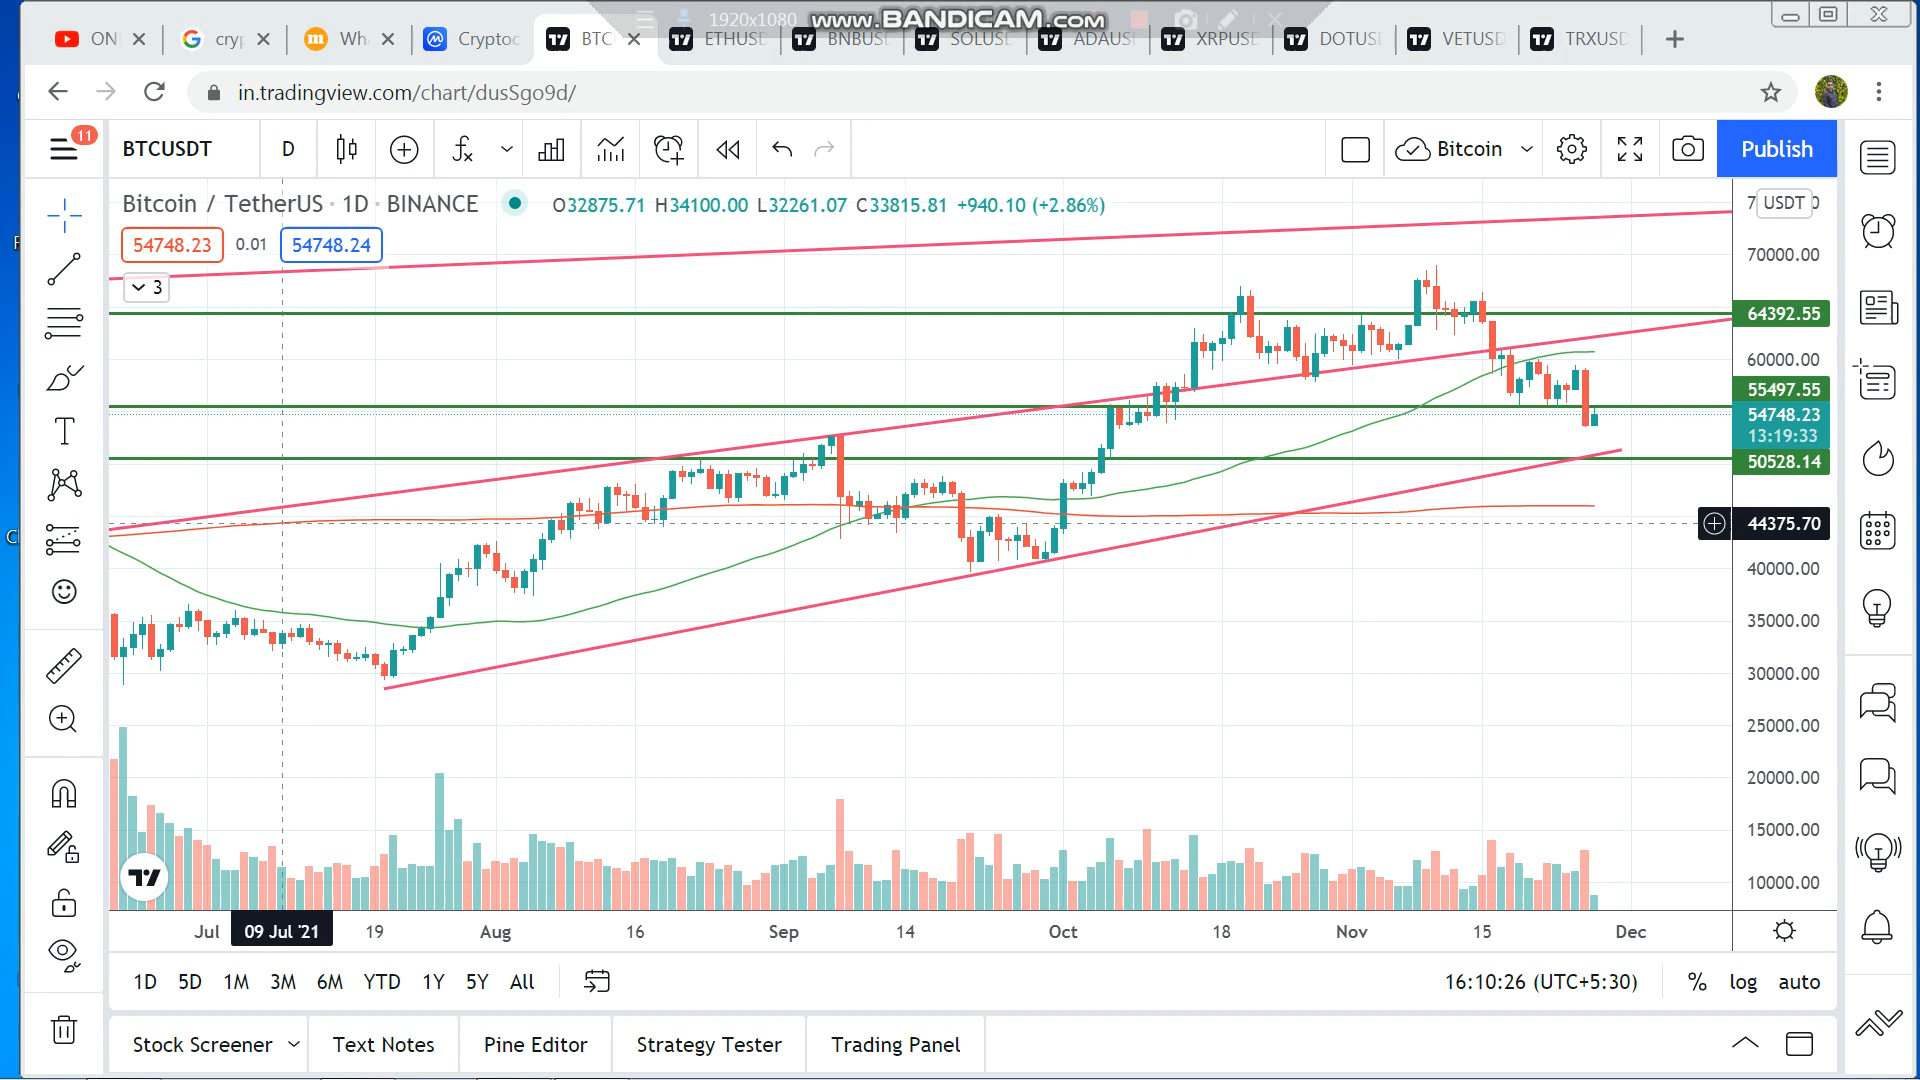 1920x1080 www.BANDICAM.com
ON
cryp
Wh
Cryptoc
BTC
ETHUSD
BNBUS
SOLUSD
ADAUS
XRPUSD
DOTUSD
VETUSD
TRXUSD
in.tradingview.com/chart/dusSgo9d/
11
BTCUSDT
D
Bitcoin
Publish
Bitcoin / TetherUS · 1D · BINANCE
O32875.71 H34100.00 L32261.07 C33815.81 +940.10 (+2.86%)
USDT
54748.23 0.01 54748.24
70000.00
3
64392.55
60000.00
55497.55
54748.23
13:19:33
50528.14
44375.70
40000.00
35000.00
30000.00
25000.00
20000.00
15000.00
10000.00
Jul 09 Jul '21 19 Aug 16 Sep 14 Oct 18 Nov 15 Dec
1D 5D 1M 3M 6M YTD 1Y 5Y All
16:10:26 (UTC+5:30) % log auto
Stock Screener Text Notes Pine Editor Strategy Tester Trading Panel